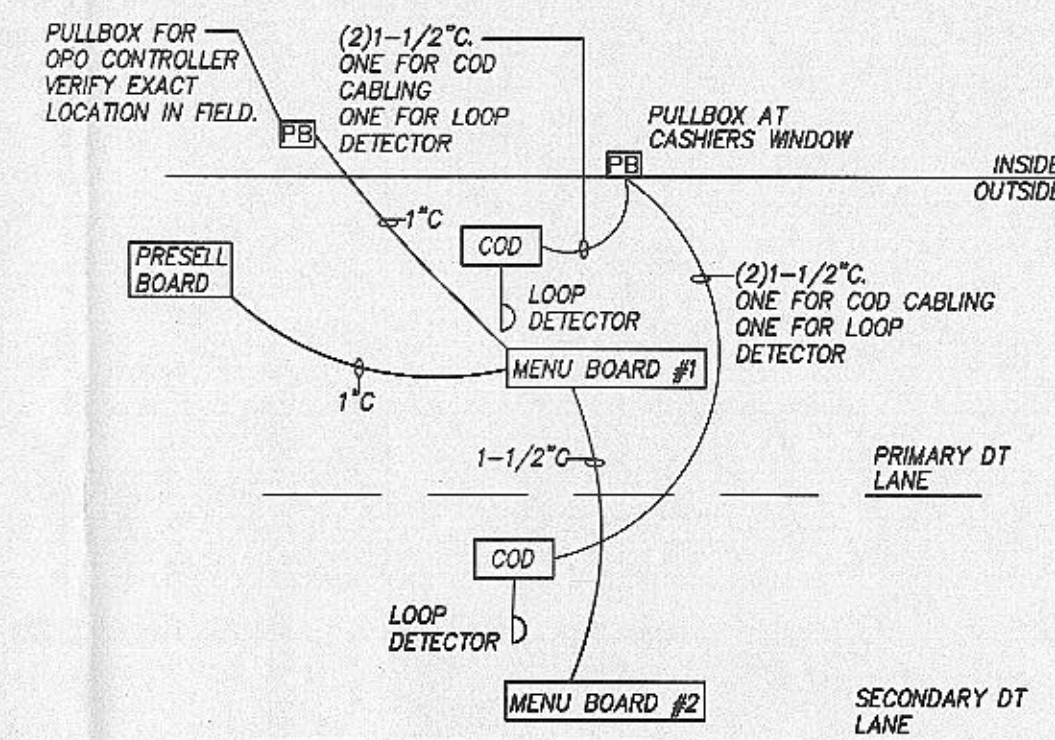 PULLBOX FOR
OPO CONTROLLER
VERIFY EXACT
LOCATION IN FIELD.
(2)1-1/2"C.
ONE FOR COD
CABLING
ONE FOR LOOP
DETECTOR
PB
PULLBOX AT
CASHIERS WINDOW
PB
INSIDE
OUTSIDE
1"C
COD
PRESELL
BOARD
LOOP
DETECTOR
(2)1-1/2"C.
ONE FOR COD CABLING
ONE FOR LOOP
DETECTOR
MENU BOARD #1
1"C
1-1/2"C
PRIMARY DT
LANE
COD
LOOP
DETECTOR
MENU BOARD #2
SECONDARY DT
LANE